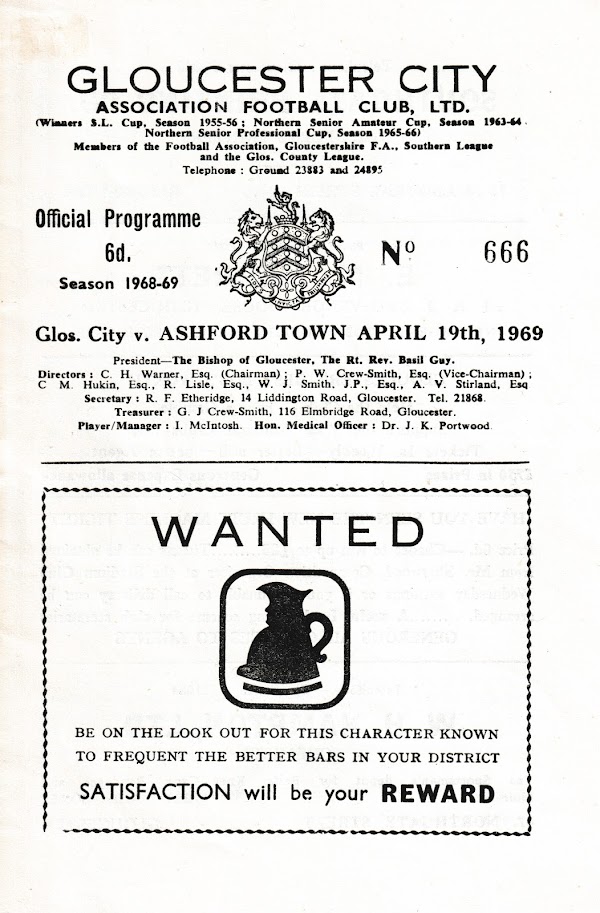 GLOUCESTER CITY
ASSOCIATION FOOTBALL CLUB, LTD.
(Winners S.L. Cup, Season 1955-56 ; Northern Senior Amateur Cup, Season 1963-64.
Northern Senior Professional Cup, Season 1965-66)
Members of the Football Association, Gloucestershire F.A., Southern League
and the Glos. County League.
Telephone : Ground 23883 and 24895
Official Programme
6d.
Season 1968-69
Nº 666
Glos. City v. ASHFORD TOWN APRIL 19th, 1969
President—The Bishop of Gloucester, The Rt. Rev. Basil Guy.
Directors : C. H. Warner, Esq. (Chairman) ; P. W. Crew-Smith, Esq. (Vice-Chairman) ;
C M. Hukin, Esq., R. Lisle, Esq., W. J. Smith. J.P., Esq., A. V. Stirland, Esq
Secretary : R. F. Etheridge, 14 Liddington Road, Gloucester. Tel. 21868.
Treasurer : G. J Crew-Smith, 116 Elmbridge Road, Gloucester.
Player/Manager : I. McIntosh. Hon. Medical Officer : Dr. J. K. Portwood.
WANTED
BE ON THE LOOK OUT FOR THIS CHARACTER KNOWN
TO FREQUENT THE BETTER BARS IN YOUR DISTRICT
SATISFACTION will be your REWARD